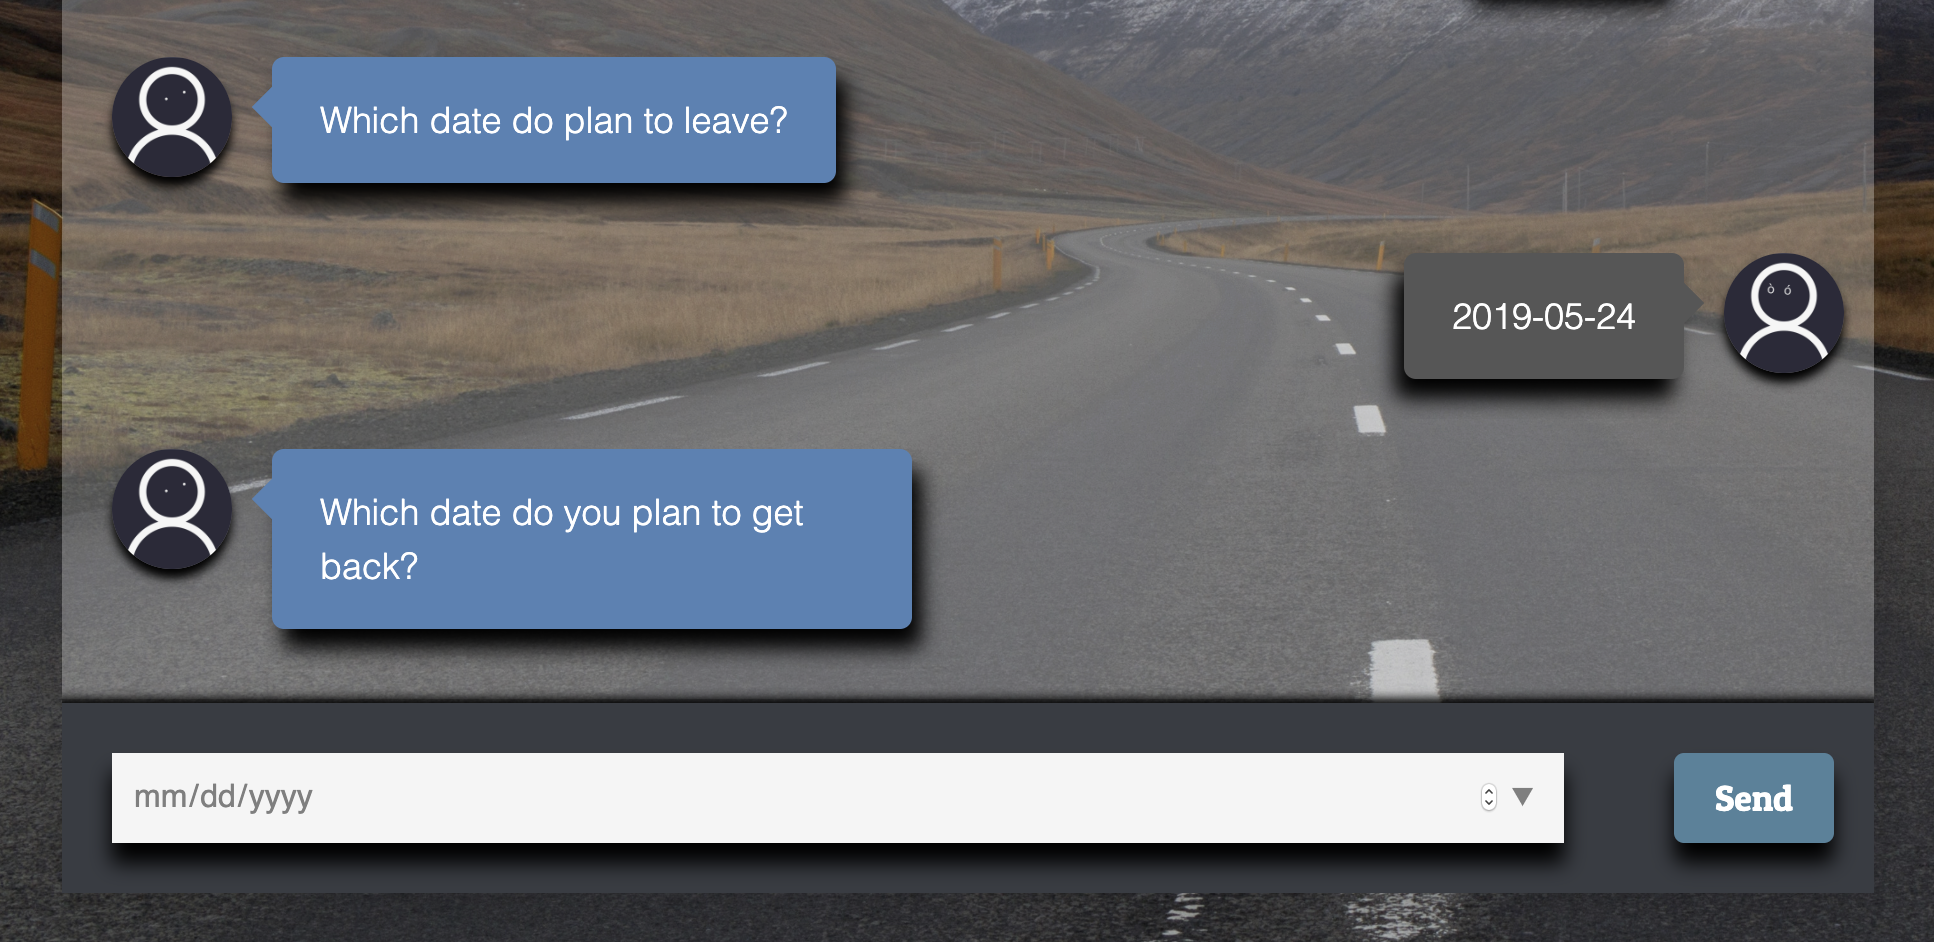 Which date do plan to leave?
2019-05-24
Which date do you plan to get
back?
mm/dd/yyyy
Send